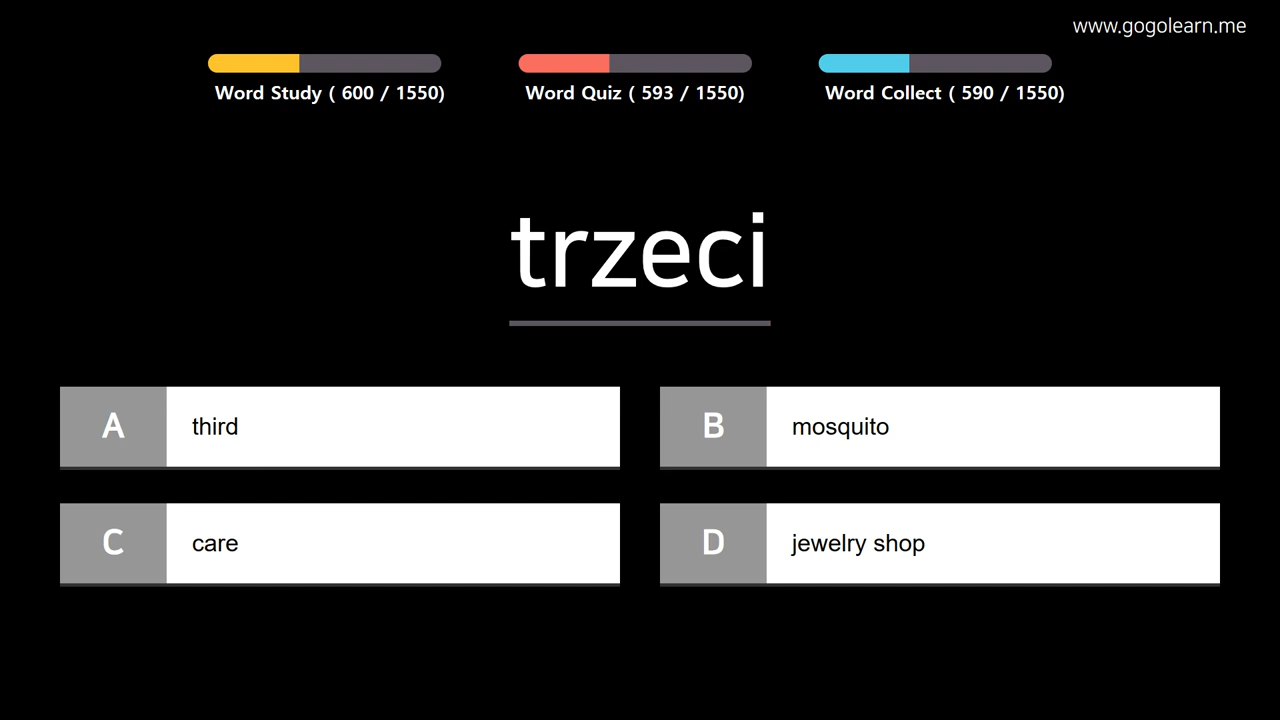 www.gogolearn.me
Word Study ( 600 / 1550)
Word Quiz ( 593 / 1550)
Word Collect ( 590 / 1550)
trzeci
A third
B mosquito
C care
D jewelry shop